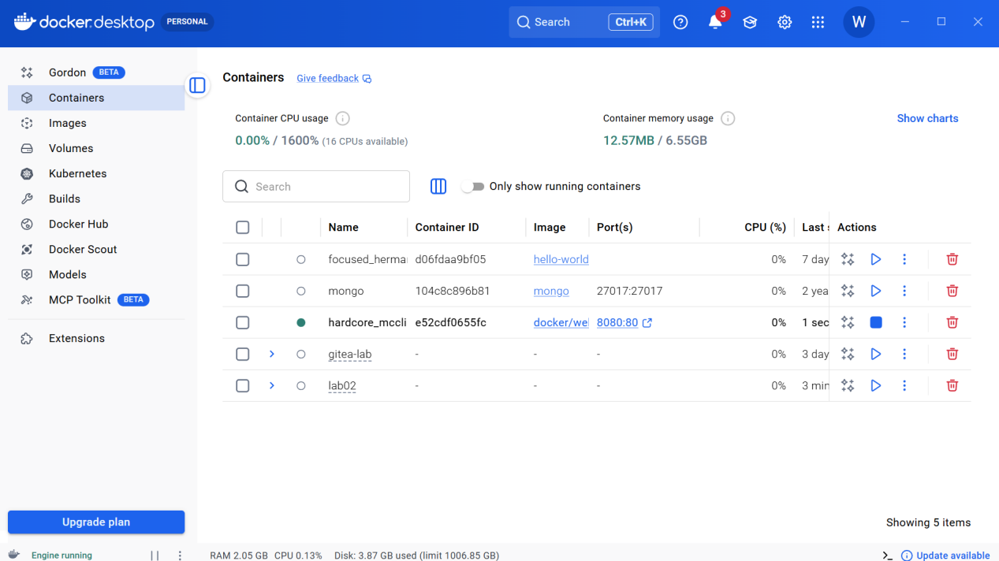 docker.desktop PERSONAL Search Ctrl+K 3 W
Gordon BETA
Containers
Images
Volumes
Kubernetes
Builds
Docker Hub
Docker Scout
Models
MCP Toolkit BETA
Extensions
Upgrade plan
Containers Give feedback
Container CPU usage
0.00% / 1600% (16 CPUs available)
Container memory usage
12.57MB / 6.55GB
Show charts
Search
Only show running containers
Name Container ID Image Port(s) CPU (%) Last s Actions
focused_herma d06fdaa9bf05 hello-world 0% 7 day
mongo 104c8c896b81 mongo 27017:27017 0% 2 yea
hardcore_mccli e52cdf0655fc docker/wel 8080:80 0% 1 sec
gitea-lab - - - 0% 3 day
lab02 - - - 0% 3 min
Showing 5 items
Engine running RAM 2.05 GB CPU 0.13% Disk: 3.87 GB used (limit 1006.85 GB) Update available